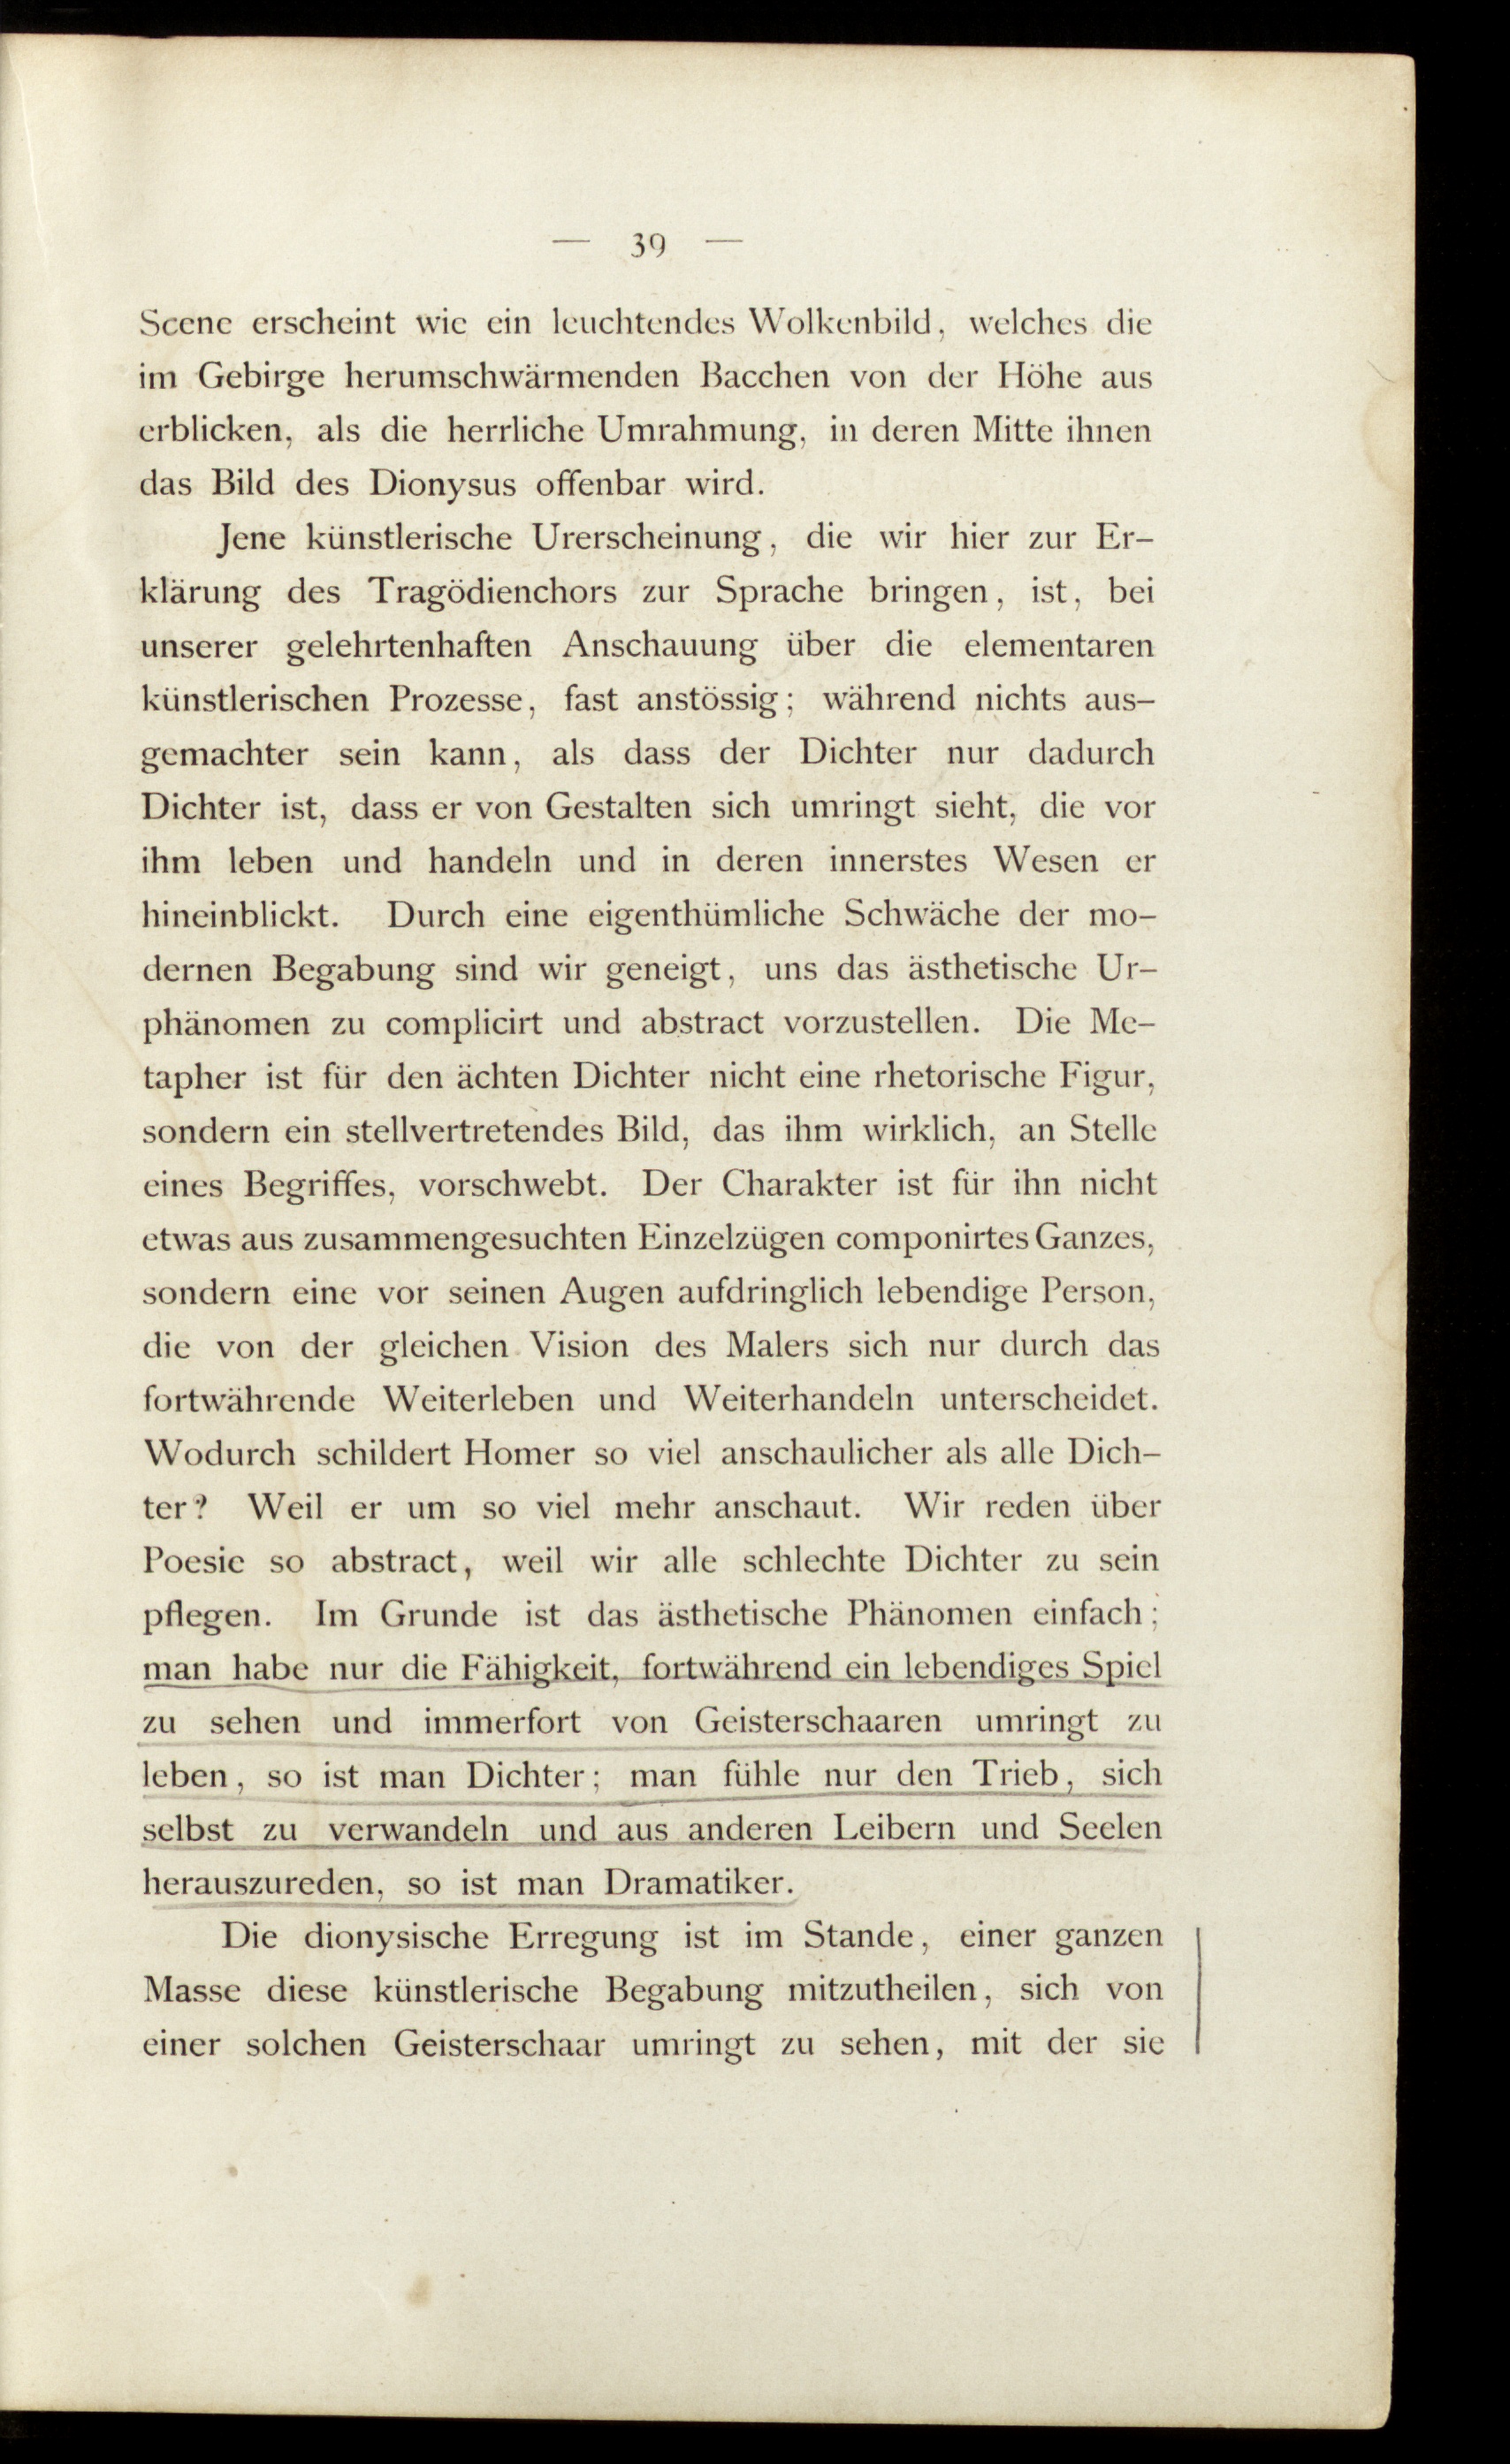 — 39 —
Scene erscheint wie ein leuchtendes Wolkenbild, welches die
im Gebirge herumschwärmenden Bacchen von der Höhe aus
erblicken, als die herrliche Umrahmung, in deren Mitte ihnen
das Bild des Dionysus offenbar wird.
Jene künstlerische Urerscheinung, die wir hier zur Er-
klärung des Tragödienchors zur Sprache bringen, ist, bei
unserer gelehrtenhaften Anschauung über die elementaren
künstlerischen Prozesse, fast anstössig; während nichts aus-
gemachter sein kann, als dass der Dichter nur dadurch
Dichter ist, dass er von Gestalten sich umringt sieht, die vor
ihm leben und handeln und in deren innerstes Wesen er
hineinblickt. Durch eine eigenthümliche Schwäche der mo-
dernen Begabung sind wir geneigt, uns das ästhetische Ur-
phänomen zu complicirt und abstract vorzustellen. Die Me-
tapher ist für den ächten Dichter nicht eine rhetorische Figur,
sondern ein stellvertretendes Bild, das ihm wirklich, an Stelle
eines Begriffes, vorschwebt. Der Charakter ist für ihn nicht
etwas aus zusammengesuchten Einzelzügen componirtes Ganzes,
sondern eine vor seinen Augen aufdringlich lebendige Person,
die von der gleichen Vision des Malers sich nur durch das
fortwährende Weiterleben und Weiterhandeln unterscheidet.
Wodurch schildert Homer so viel anschaulicher als alle Dich-
ter? Weil er um so viel mehr anschaut. Wir reden über
Poesie so abstract, weil wir alle schlechte Dichter zu sein
pflegen. Im Grunde ist das ästhetische Phänomen einfach;
man habe nur die Fähigkeit, fortwährend ein lebendiges Spiel
zu sehen und immerfort von Geisterschaaren umringt zu
leben, so ist man Dichter; man fühle nur den Trieb, sich
selbst zu verwandeln und aus anderen Leibern und Seelen
herauszureden, so ist man Dramatiker.
Die dionysische Erregung ist im Stande, einer ganzen
Masse diese künstlerische Begabung mitzutheilen, sich von
einer solchen Geisterschaar umringt zu sehen, mit der sie